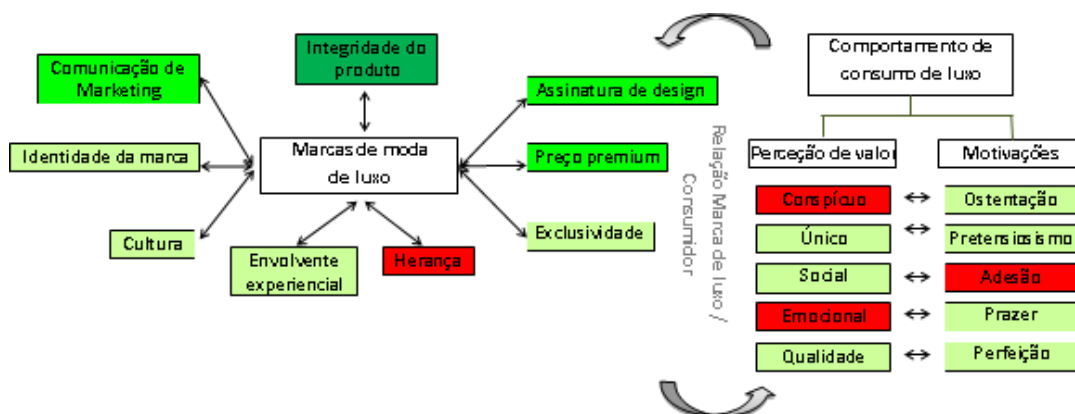 Comunicação de
Marketing
Integridade do
produto
Assinatura de design
Identidade da marca
Marcas de moda
de luxo
Preço premium
Cultura
Envolvente
experiencial
Herança
Exclusividade
Relação Marca de luxo /
Consumidor
Comportamento de
consumo de luxo
Perceção de valor
Motivações
Conspícuo
Ostentação
Único
Pretensiosismo
Social
Adesão
Emocional
Prazer
Qualidade
Perfeição